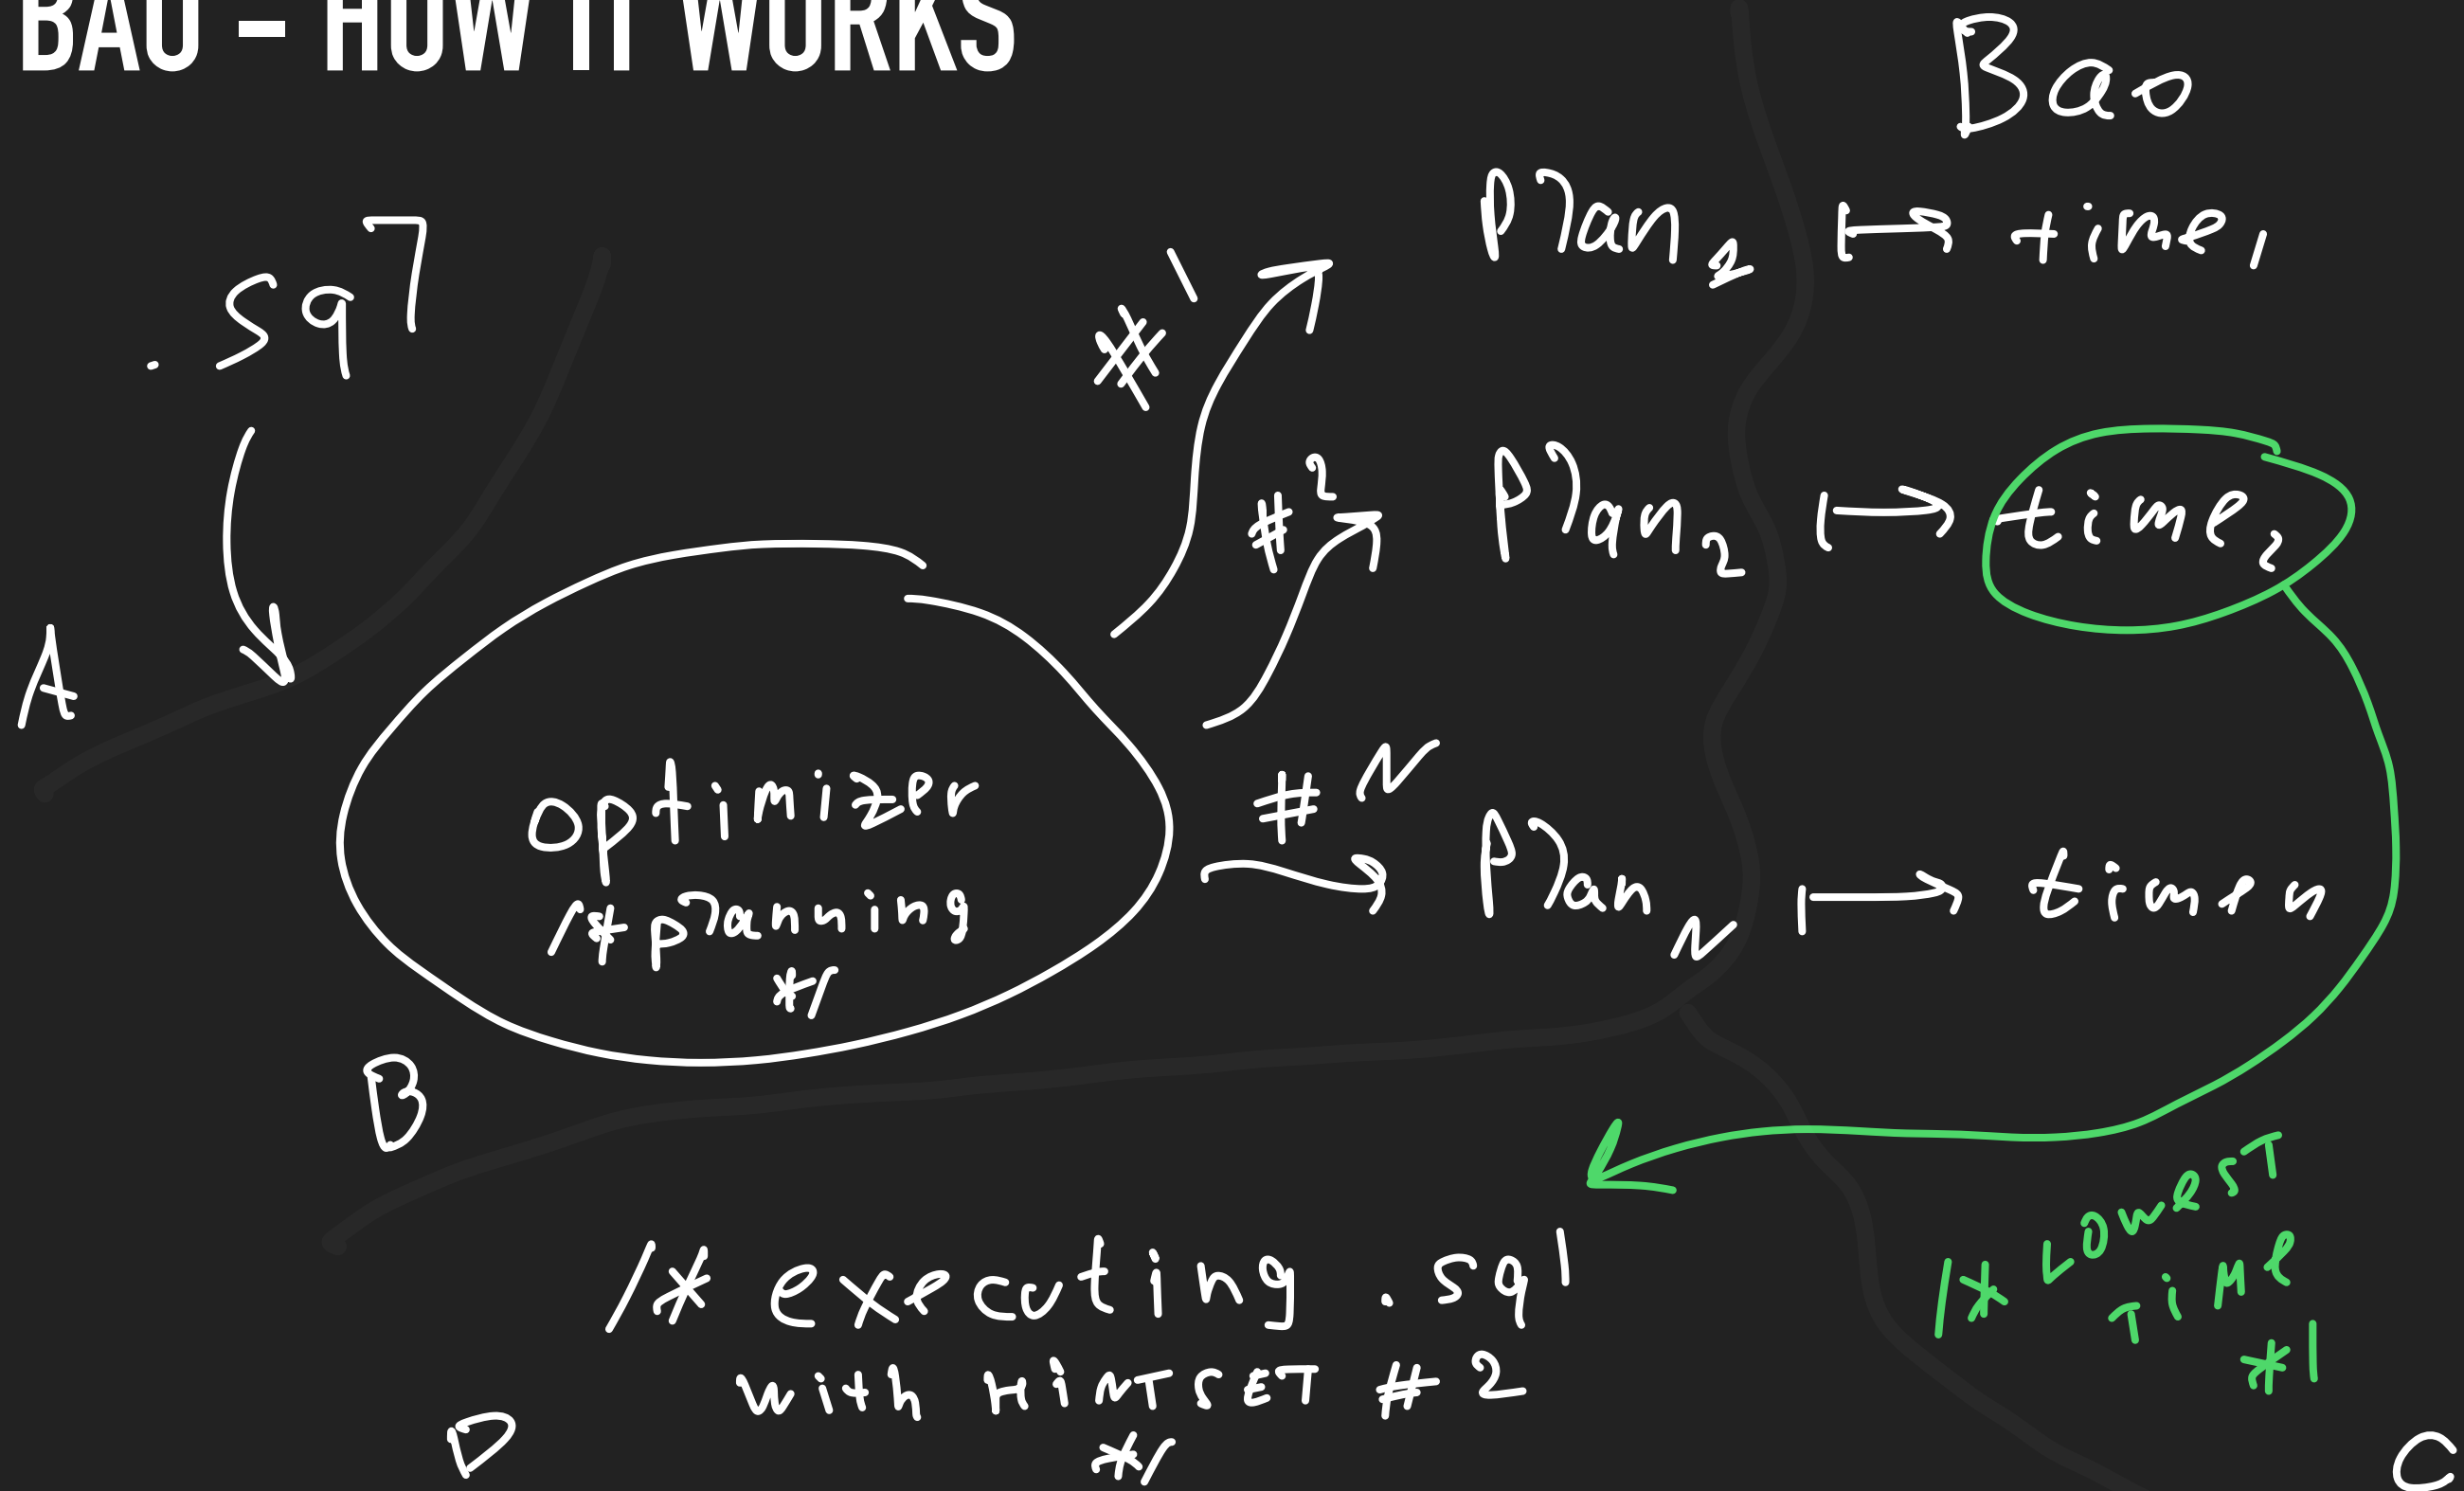 BAO - HOW IT WORKS
Bao
.sql
#1
Plan2 ↦ time1
#2
Plan2 ↦ time2
A
optimizer
/* planning
*/
#N
PlanN ↦ timen
B
/* LOWEST
TiMe
*/
/* executing .sql
with HinTSET #2
*/
D
C